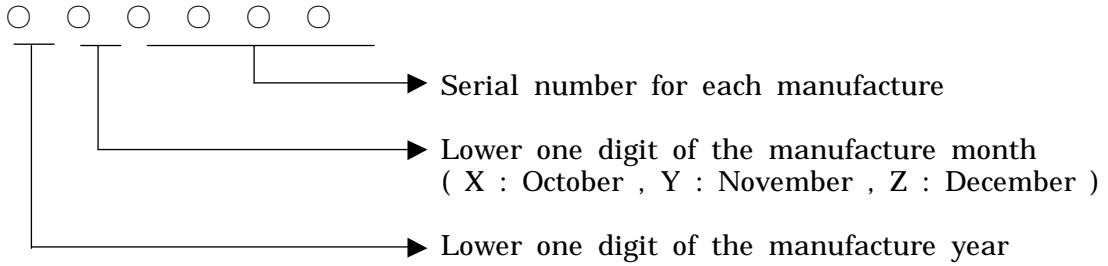 ○ ○ ○ ○ ○ ○
Serial number for each manufacture
Lower one digit of the manufacture month
( X : October , Y : November , Z : December )
Lower one digit of the manufacture year